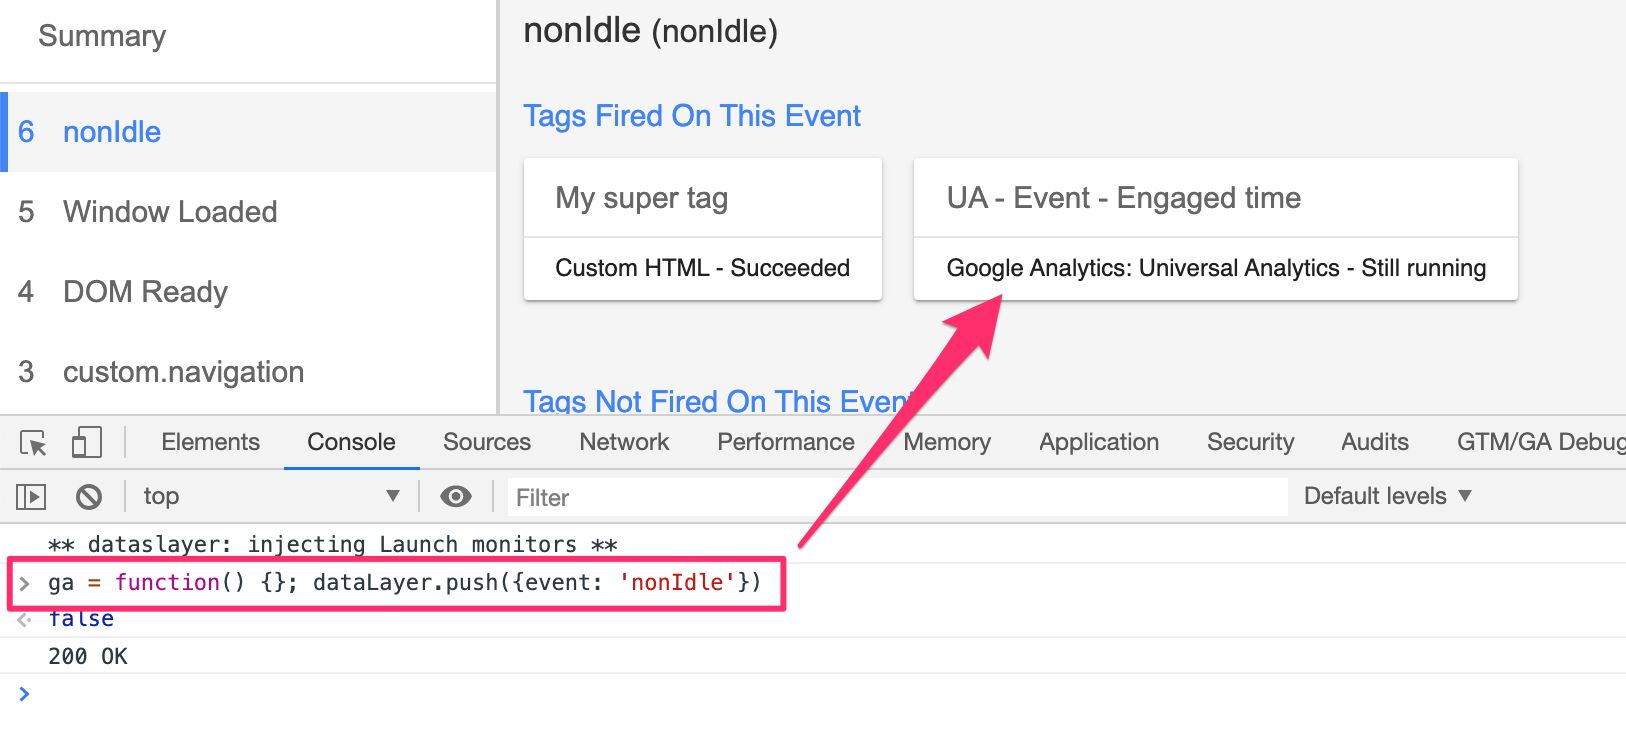 Summary
6 nonIdle
5 Window Loaded
4 DOM Ready
3 custom.navigation
nonIdle (nonIdle)
Tags Fired On This Event
My super tag
Custom HTML - Succeeded
UA - Event - Engaged time
Google Analytics: Universal Analytics - Still running
Tags Not Fired On This Event
Elements Console Sources Network Performance Memory Application Security Audits GTM/GA Debug
top Filter Default levels
** dataslayer: injecting Launch monitors **
> ga = function() {}; dataLayer.push({event: 'nonIdle'})
false
200 OK
>